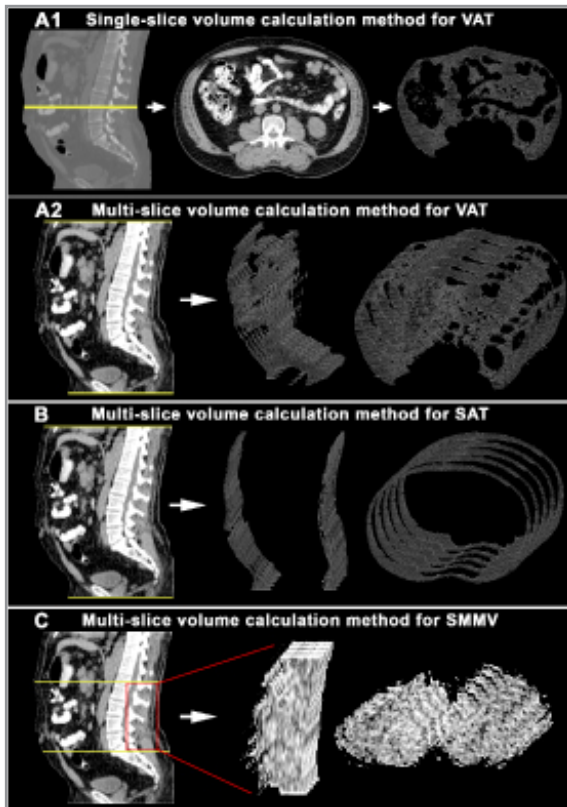 A1 Single-slice volume calculation method for VAT
A2 Multi-slice volume calculation method for VAT
B Multi-slice volume calculation method for SAT
C Multi-slice volume calculation method for SMMV